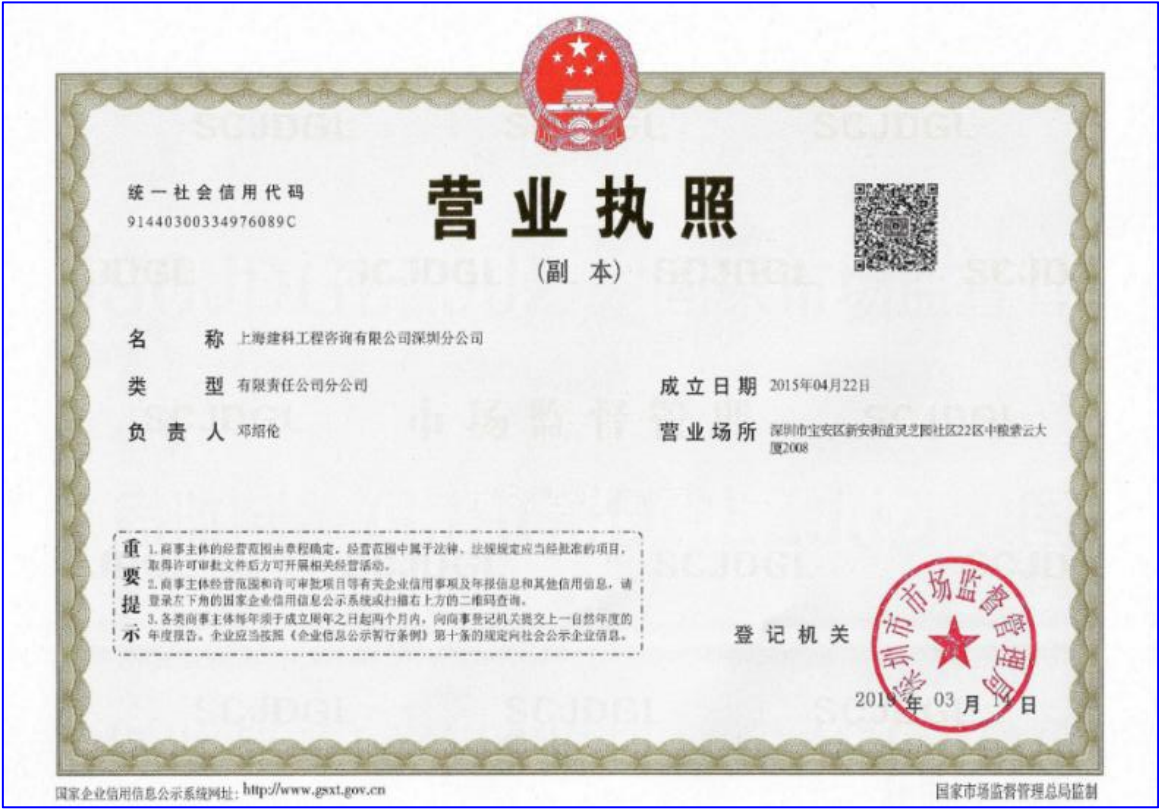 统一社会信用代码
91440300334976089C
营业执照
(副 本)
名 称 上海建科工程咨询有限公司深圳分公司
类 型 有限责任公司分公司
成立日期 2015年04月22日
负责人 邓绍伦
营业场所 深圳市宝安区新安街道灵芝园社区22区中粮紫云大
厦2008
重要提示
1.商事主体的经营范围由章程确定。经营范围中属于法律、法规规定应当经批准的项目,
取得许可审批文件后方可开展相关经营活动。
2.商事主体经营范围和许可审批项目等有关企业信用事项及年报信息和其他信用信息,请
登录左下角的国家企业信用信息公示系统或扫描右上方的二维码查询。
3.各类商事主体每年须于成立周年之日起两个月内,向商事登记机关提交上一自然年度的
年度报告。企业应当按照《企业信息公示暂行条例》第十条的规定向社会公示企业信息。
登记机关
深圳市市场监督管理局
2019年 03月 14日
国家企业信用信息公示系统网址:http://www.gsxt.gov.cn
国家市场监督管理总局监制
SCJDGL
SCJDGL
SCJDGL
市场监督管理